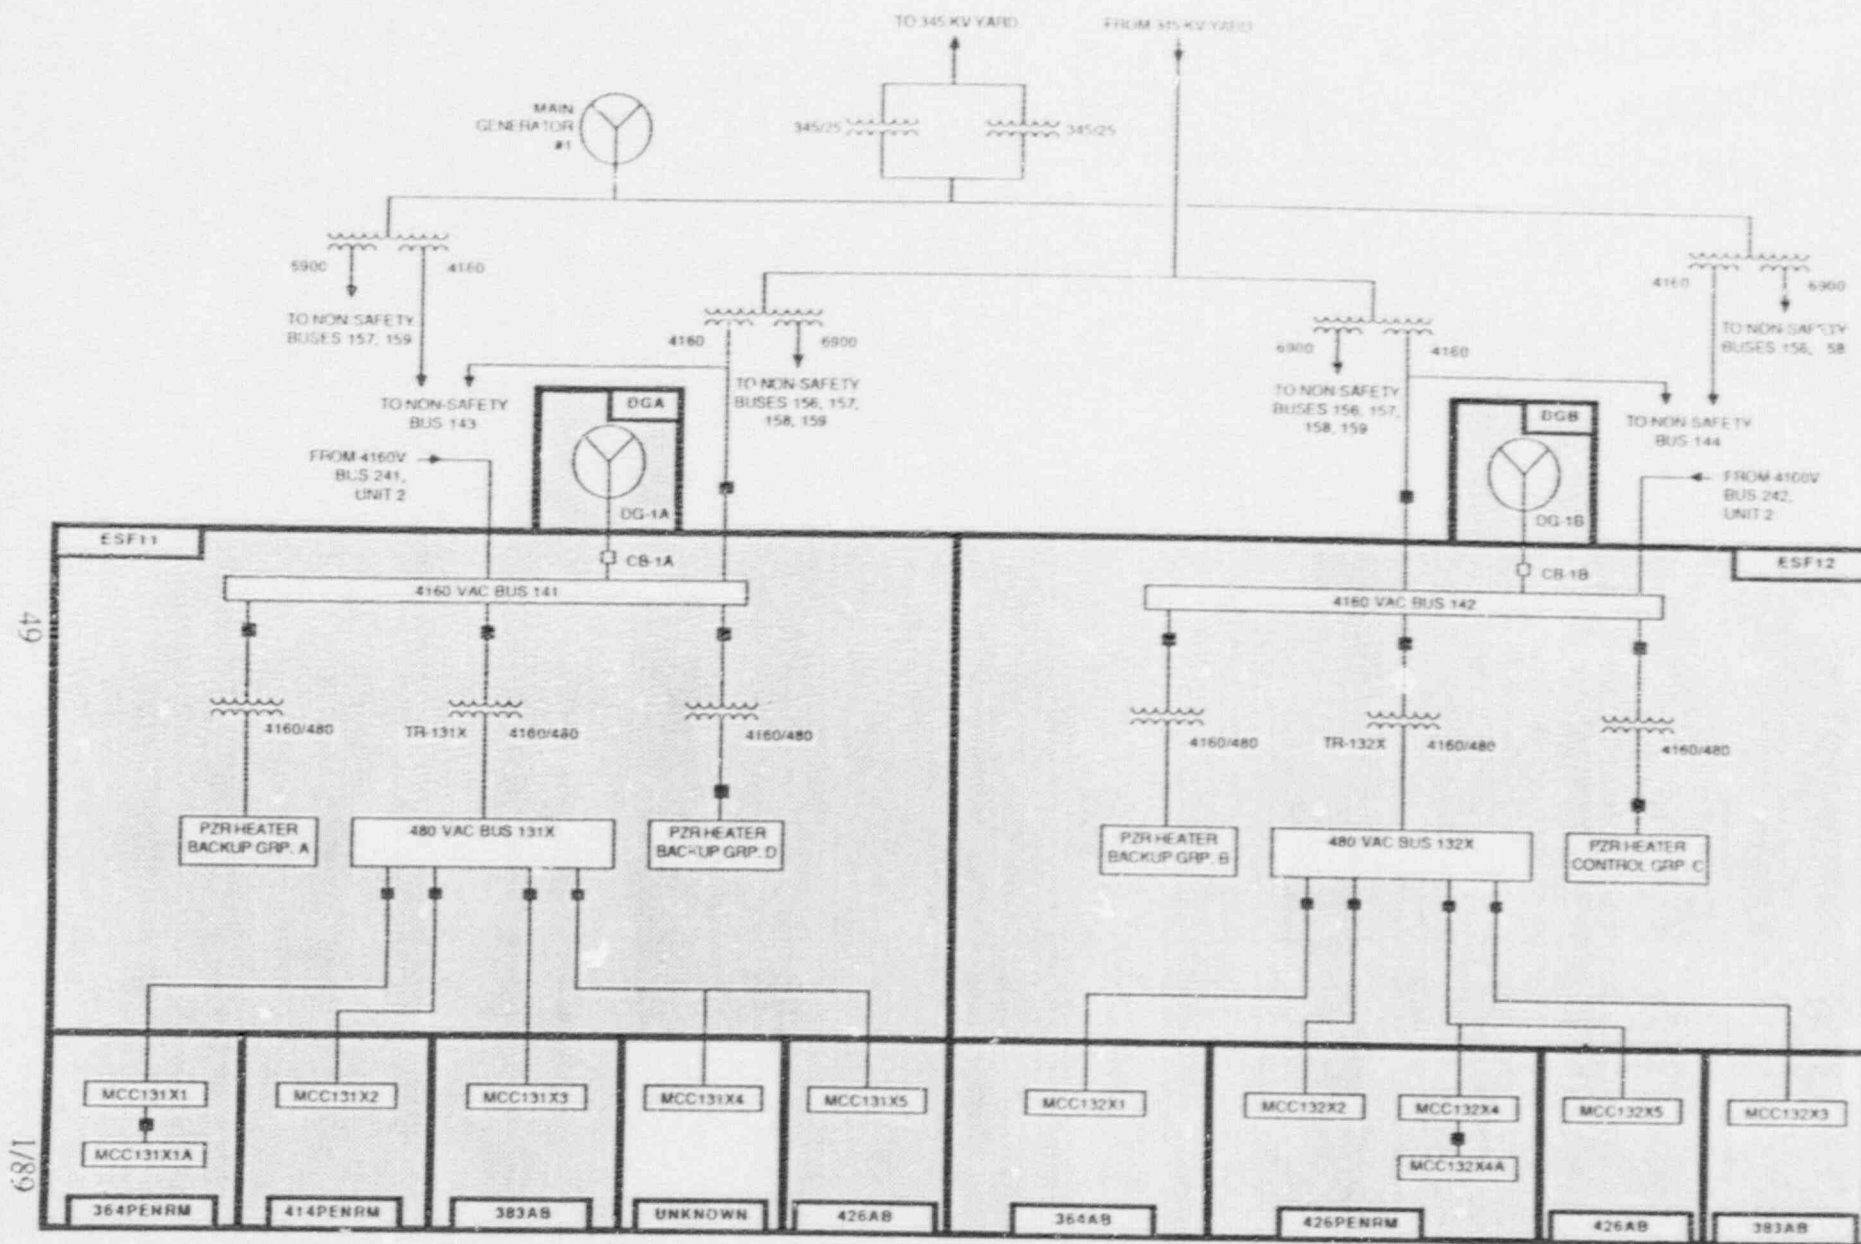 TO 345 KV YARD
FROM 345 KV YARD
MAIN
GENERATOR
#1
345/25
345/25
6900
4160
TO NON-SAFETY
BUSES 157, 159
4160
6900
TO NON-SAFETY
BUSES 156, 157,
158, 159
TO NON-SAFETY
BUS 143
6900
4160
TO NON-SAFETY
BUSES 156, 157,
158, 159
4160
6900
TO NON-SAFETY
BUSES 156, 58
TO NON-SAFETY
BUS 144
FROM 4160V
BUS 241,
UNIT 2
DGA
DG-1A
DGB
DG-1B
FROM 4160V
BUS 242,
UNIT 2
ESF11
CB-1A
4160 VAC BUS 141
ESF12
CB-1B
4160 VAC BUS 142
4160/480
TR-131X
4160/480
4160/480
4160/480
TR-132X
4160/480
4160/480
PZR HEATER
BACKUP GRP. A
480 VAC BUS 131X
PZR HEATER
BACKUP GRP. D
PZR HEATER
BACKUP GRP. B
480 VAC BUS 132X
PZR HEATER
CONTROL GRP. C
MCC131X1
MCC131X1A
MCC131X2
MCC131X3
MCC131X4
MCC131X5
MCC132X1
MCC132X2
MCC132X4
MCC132X4A
MCC132X5
MCC132X3
364PENRM
414PENRM
383AB
UNKNOWN
426AB
364AB
426PENRM
426AB
383AB
49
1/89